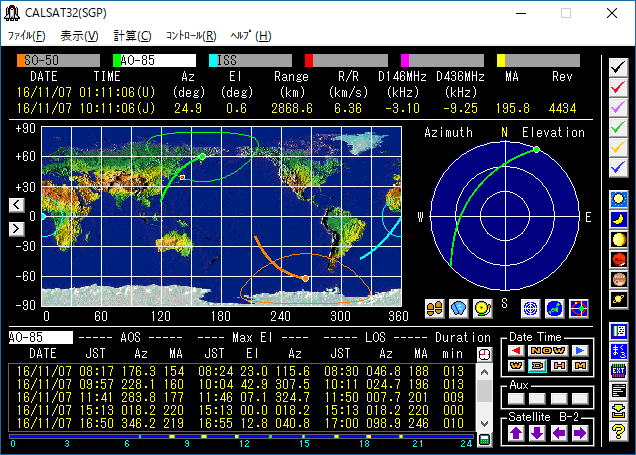 CALSAT32(SGP)
ﾌｧｲﾙ(F) 表示(V) 計算(C) ｺﾝﾄﾛｰﾙ(R) ﾍﾙﾌﾟ(H)
SO-50 AO-85 ISS
DATE TIME Az El Range R/R D146MHz D436MHz MA Rev
16/11/07 01:11:06(U) (deg) (deg) (km) (km/s) (kHz) (kHz)
16/11/07 10:11:06(J) 24.9 0.6 2868.6 6.36 -3.10 -9.25 195.8 4434
+90
+60
+30
0
-30
-60
-90
0 60 120 180 240 300 360
Azimuth N Elevation
W E
S
AO-85 ----- AOS ----- Max El ----- LOS ----- Duration
DATE JST Az MA JST El Az JST Az MA min
16/11/07 08:17 176.3 154 08:24 23.0 115.6 08:30 046.8 188 013
16/11/07 09:57 228.1 160 10:04 42.9 307.5 10:11 024.7 196 013
16/11/07 11:41 283.8 177 11:46 07.1 324.7 11:50 007.7 201 009
16/11/07 15:13 018.2 220 15:13 00.0 018.2 15:13 018.2 220 000
16/11/07 16:50 346.2 219 16:55 12.8 040.8 17:00 098.9 246 010
0 3 6 9 12 15 18 21 24
Date Time
NOW
W D H M
Aux
Satellite B-2
まく
EXT